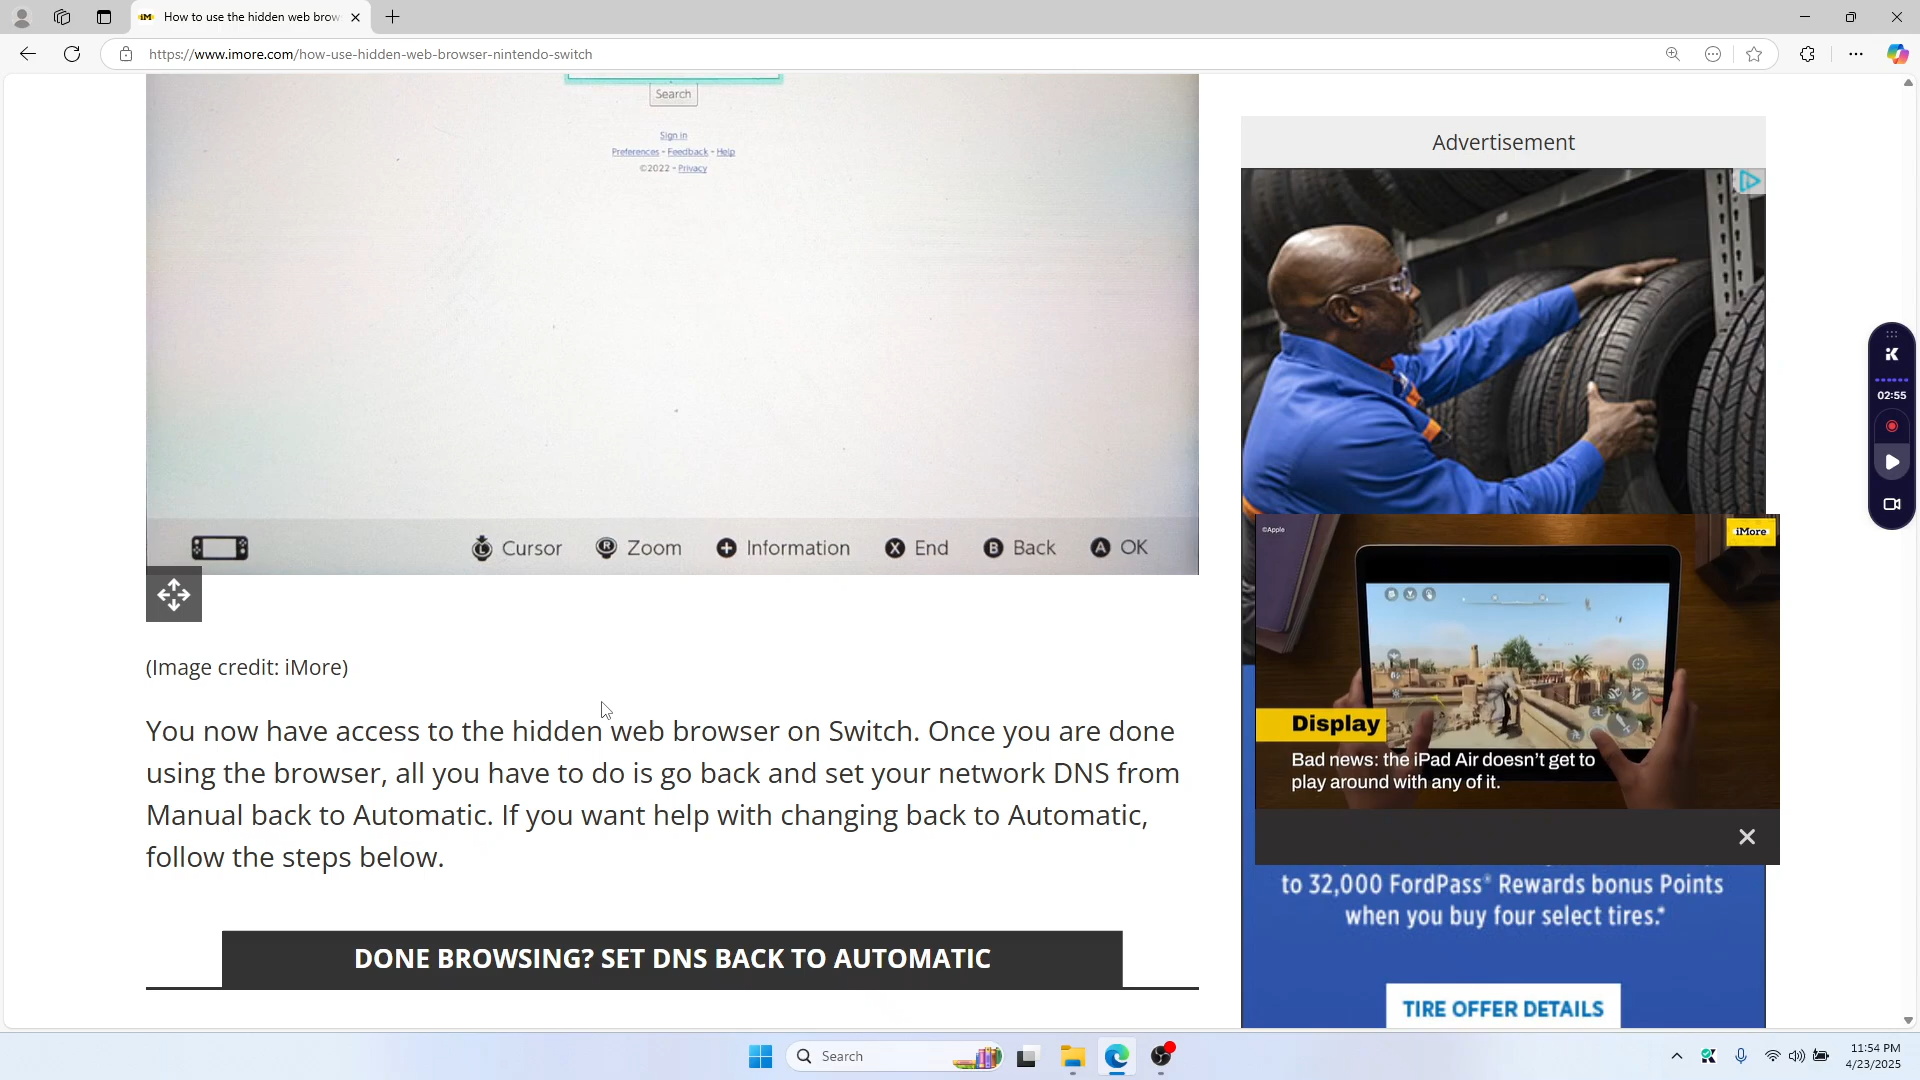 How to use the hidden web brow
https://www.imore.com/how-use-hidden-web-browser-nintendo-switch
Search
Sign in
Preferences - Feedback - Help
©2022 - Privacy
Cursor
Zoom
Information
X End
B Back
A OK
(Image credit: iMore)
You now have access to the hidden web browser on Switch. Once you are done
using the browser, all you have to do is go back and set your network DNS from
Manual back to Automatic. If you want help with changing back to Automatic,
follow the steps below.
DONE BROWSING? SET DNS BACK TO AUTOMATIC
Advertisement
©Apple
iMore
Display
Bad news: the iPad Air doesn't get to
play around with any of it.
to 32,000 FordPass® Rewards bonus Points
when you buy four select tires.*
TIRE OFFER DETAILS
02:55
Search
11:54 PM
4/23/2025